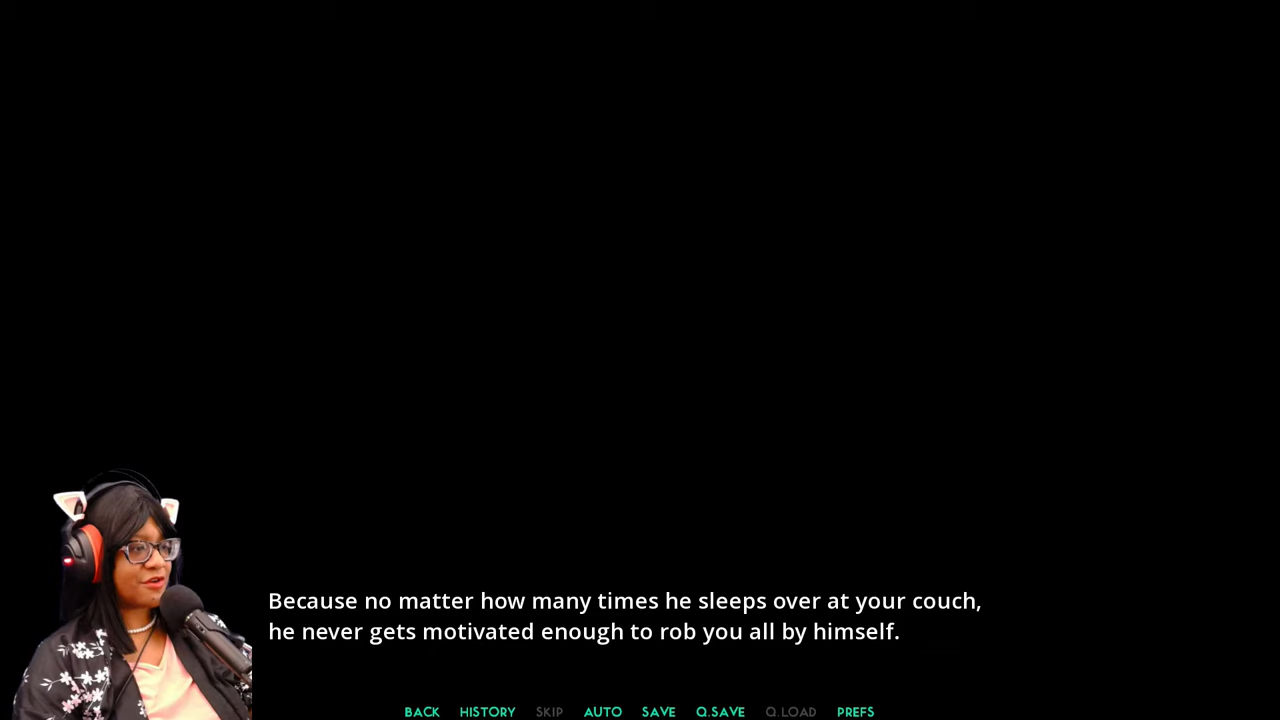 Because no matter how many times he sleeps over at your couch,
he never gets motivated enough to rob you all by himself.
BACK HISTORY SKIP AUTO SAVE Q.SAVE Q.LOAD PREFS